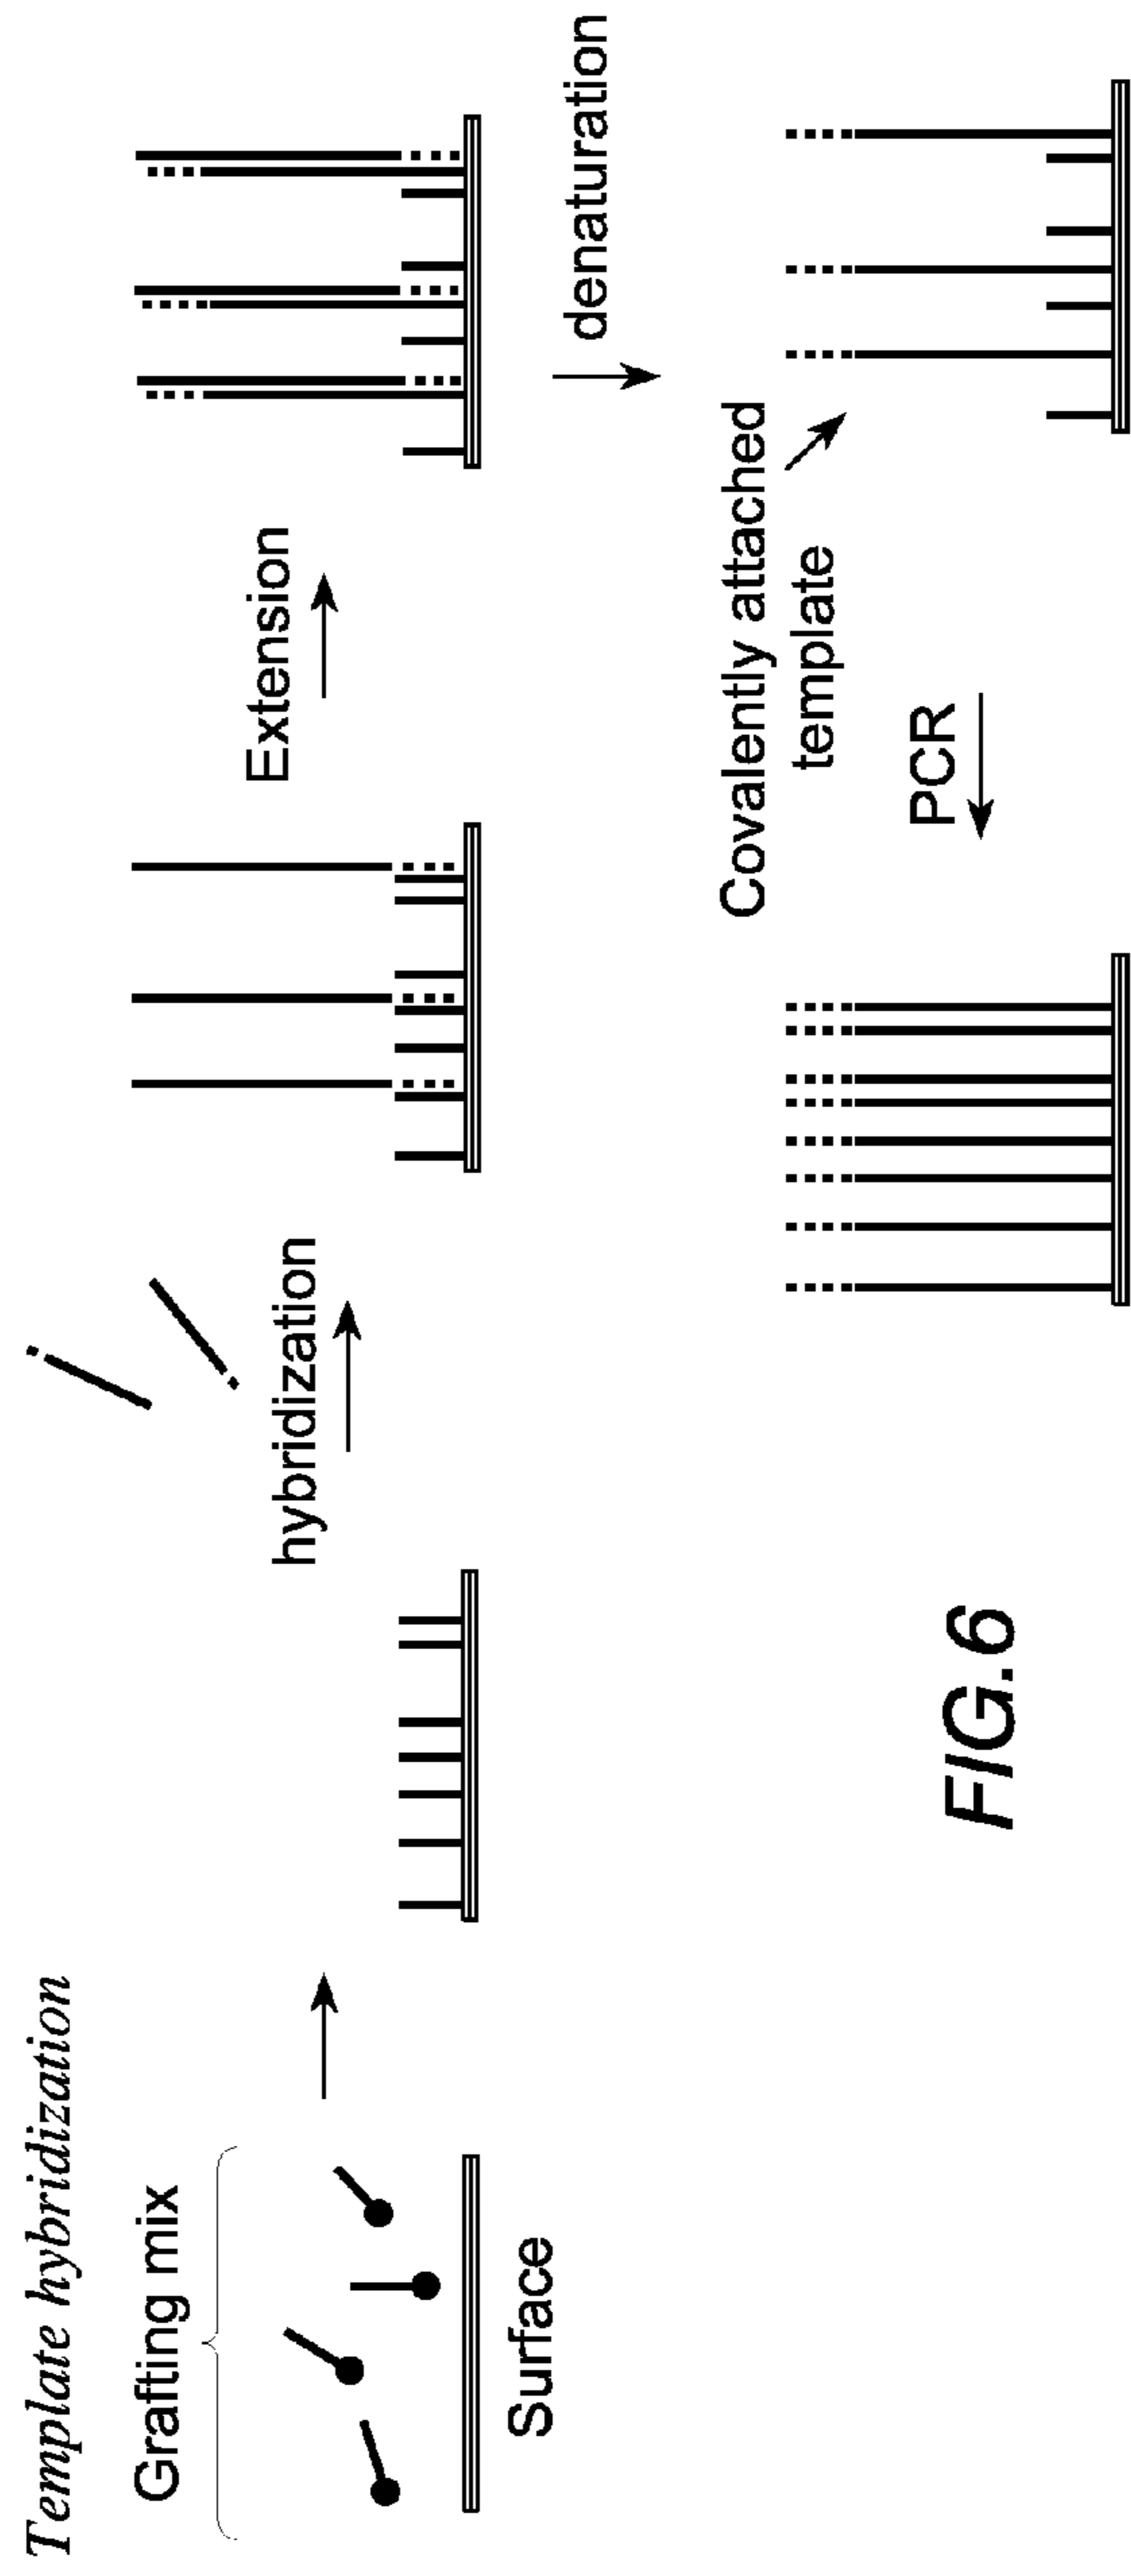 Template hybridization
Grafting mix
Surface
hybridization
Extension
denaturation
Covalently attached
template
PCR
FIG.6